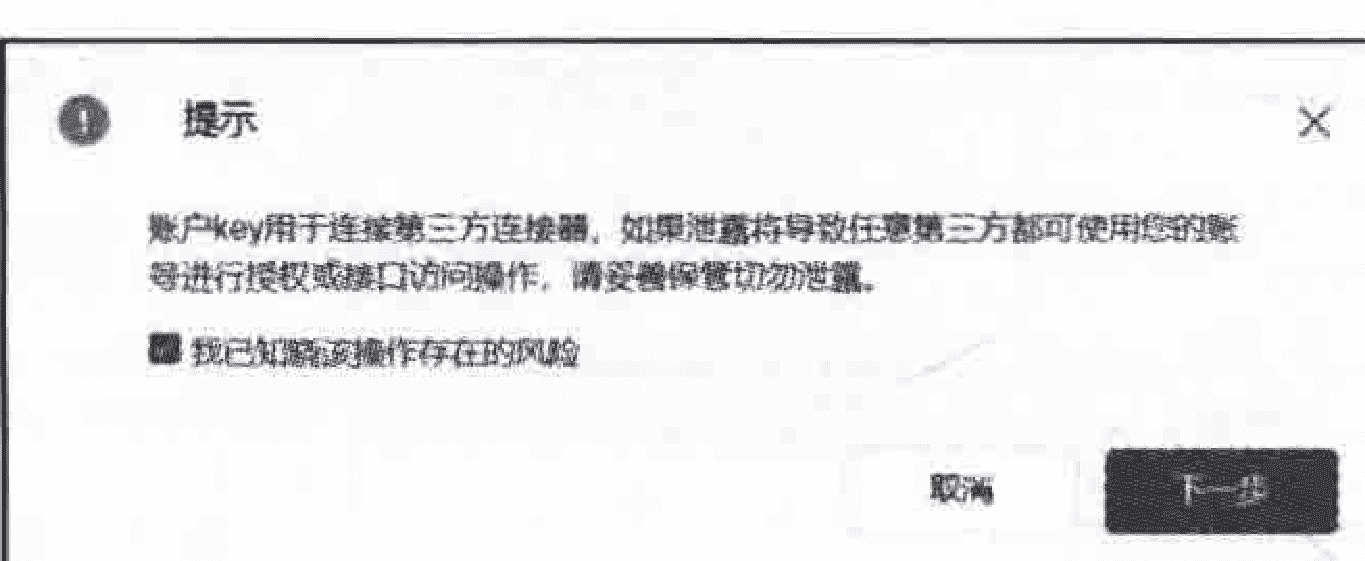 提示
账户key用于连接第三方连接器，如果泄露将导致任意第三方都可使用您的账
号进行授权或接口访问操作，请妥善保管切勿泄露。
我已知晓该操作存在的风险
取消
下一步